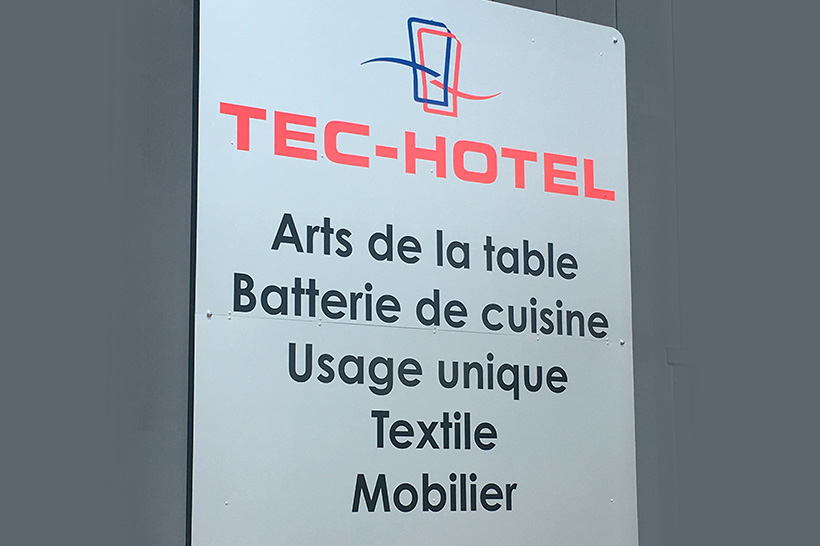 TEC-HOTEL
Arts de la table
Batterie de cuisine
Usage unique
Textile
Mobilier